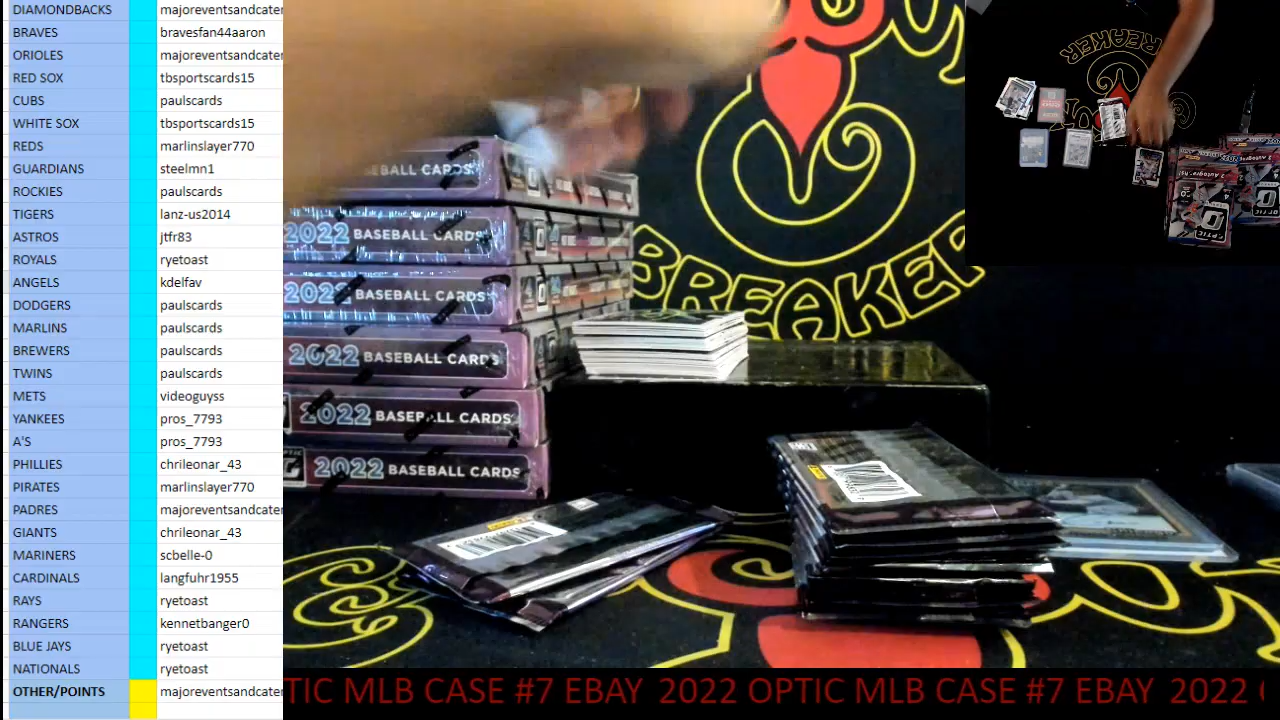 DIAMONDBACKS majoreventsandcater
BRAVES bravesfan44aaron
ORIOLES majoreventsandcater
RED SOX tbsportscards15
CUBS paulscards
WHITE SOX tbsportscards15
REDS marlinslayer770
GUARDIANS steelmn1
ROCKIES paulscards
TIGERS lanz-us2014
ASTROS jtfr83
ROYALS ryetoast
ANGELS kdelfav
DODGERS paulscards
MARLINS paulscards
BREWERS paulscards
TWINS paulscards
METS videoguyss
YANKEES pros_7793
A'S pros_7793
PHILLIES chrileonar_43
PIRATES marlinslayer770
PADRES majoreventsandcater
GIANTS chrileonar_43
MARINERS scbelle-0
CARDINALS langfuhr1955
RAYS ryetoast
RANGERS kennetbanger0
BLUE JAYS ryetoast
NATIONALS ryetoast
OTHER/POINTS majoreventsandcater
EBALL CARDS
2022 BASEBALL CARDS
2022 BASEBALL CARDS
2022 BASEBALL CARDS
2022 BASEBALL CARDS
2022 BASEBALL CARDS
BREAKER
REAKER
2 Autographs
OPTIC
TIC MLB CASE #7 EBAY 2022 OPTIC MLB CASE #7 EBAY 2022